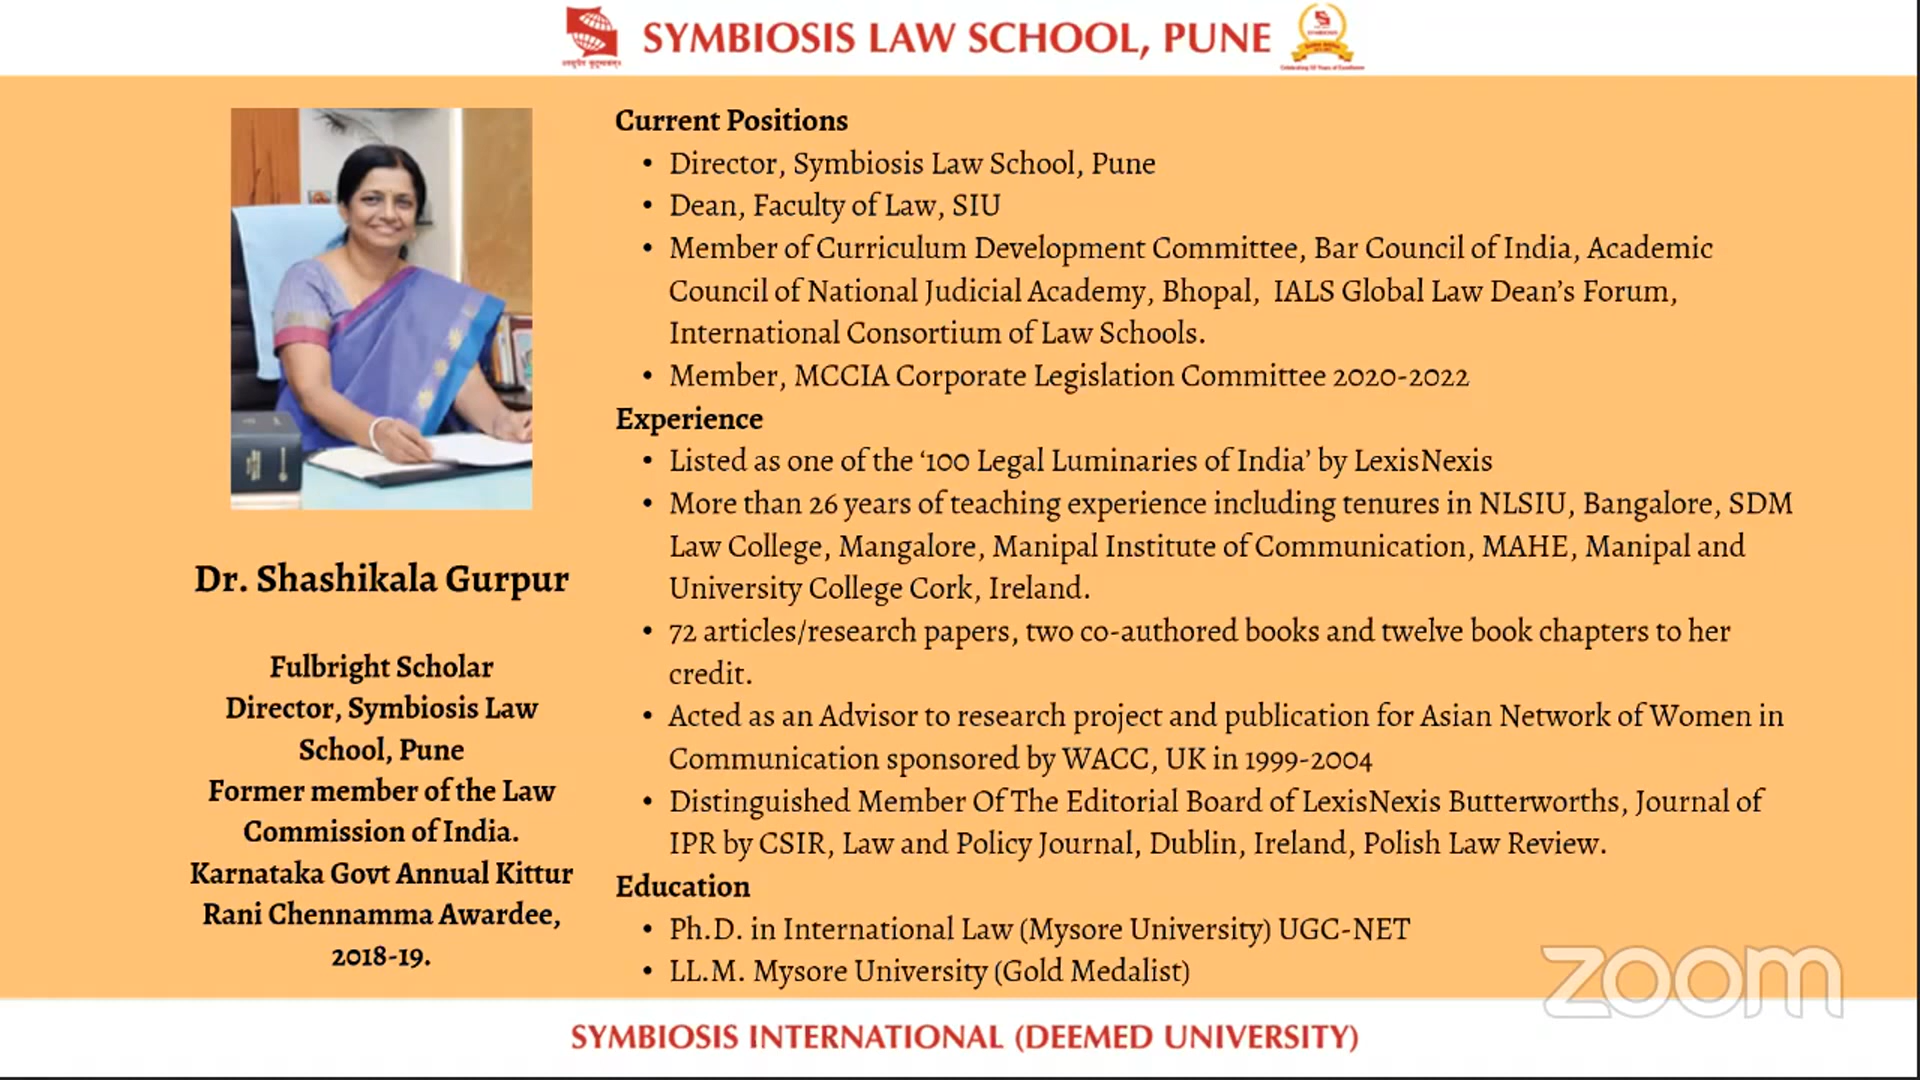 SYMBIOSIS LAW SCHOOL, PUNE
Current Positions
• Director, Symbiosis Law School, Pune
• Dean, Faculty of Law, SIU
• Member of Curriculum Development Committee, Bar Council of India, Academic
Council of National Judicial Academy, Bhopal, IALS Global Law Dean's Forum,
International Consortium of Law Schools.
• Member, MCCIA Corporate Legislation Committee 2020-2022
Experience
• Listed as one of the ‘100 Legal Luminaries of India’ by LexisNexis
• More than 26 years of teaching experience including tenures in NLSIU, Bangalore, SDM
Law College, Mangalore, Manipal Institute of Communication, MAHE, Manipal and
University College Cork, Ireland.
• 72 articles/research papers, two co-authored books and twelve book chapters to her
credit.
• Acted as an Advisor to research project and publication for Asian Network of Women in
Communication sponsored by WACC, UK in 1999-2004
• Distinguished Member Of The Editorial Board of LexisNexis Butterworths, Journal of
IPR by CSIR, Law and Policy Journal, Dublin, Ireland, Polish Law Review.
Education
• Ph.D. in International Law (Mysore University) UGC-NET
• LL.M. Mysore University (Gold Medalist)
Dr. Shashikala Gurpur
Fulbright Scholar
Director, Symbiosis Law
School, Pune
Former member of the Law
Commission of India.
Karnataka Govt Annual Kittur
Rani Chennamma Awardee,
2018-19.
zoom
SYMBIOSIS INTERNATIONAL (DEEMED UNIVERSITY)